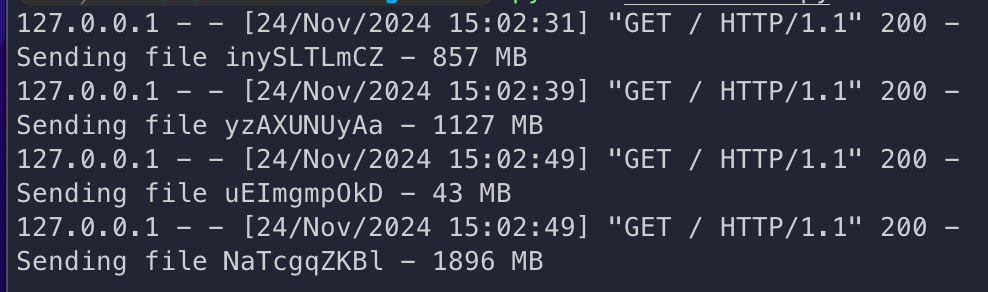 127.0.0.1 - - [24/Nov/2024 15:02:31] "GET / HTTP/1.1" 200 -
Sending file inySLTLmCZ - 857 MB
127.0.0.1 - - [24/Nov/2024 15:02:39] "GET / HTTP/1.1" 200 -
Sending file yzAXUNUyAa - 1127 MB
127.0.0.1 - - [24/Nov/2024 15:02:49] "GET / HTTP/1.1" 200 -
Sending file uEImgmpOkD - 43 MB
127.0.0.1 - - [24/Nov/2024 15:02:49] "GET / HTTP/1.1" 200 -
Sending file NaTcgqZKBl - 1896 MB